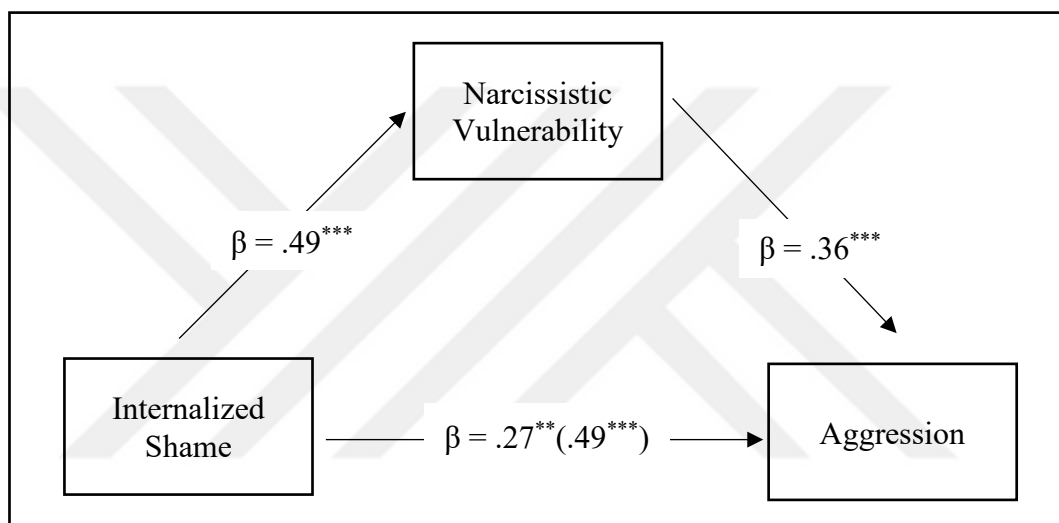 Narcissistic
Vulnerability
β = .49***
β = .36***
Internalized
Shame
β = .27**(.49***)
Aggression